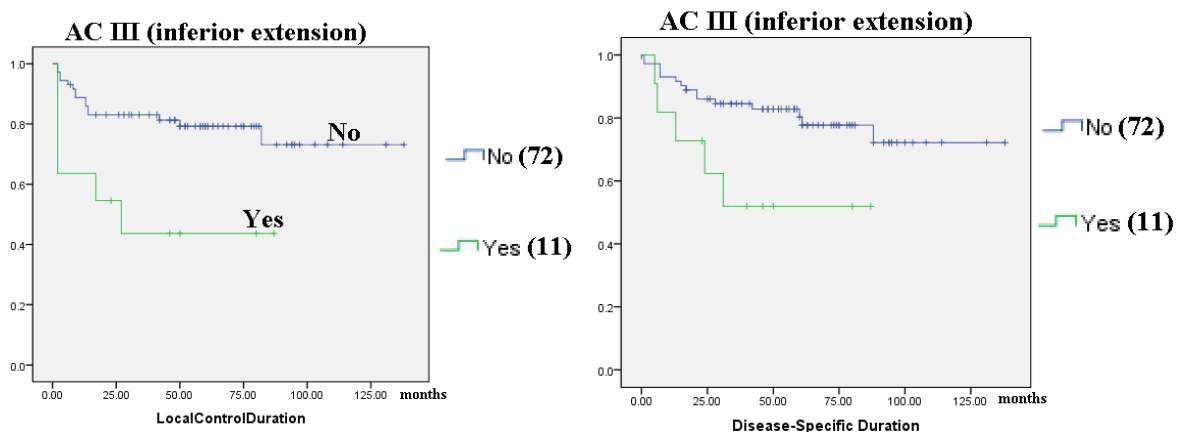 AC III (inferior extension)
1.0
0.8
0.6
0.4
0.2
0.0
No
Yes
0.00 25.00 50.00 75.00 100.00 125.00 months
LocalControlDuration
No (72)
Yes (11)
AC III (inferior extension)
1.0
0.8
0.6
0.4
0.2
0.0
0.00 25.00 50.00 75.00 100.00 125.00 months
Disease-Specific Duration
No (72)
Yes (11)